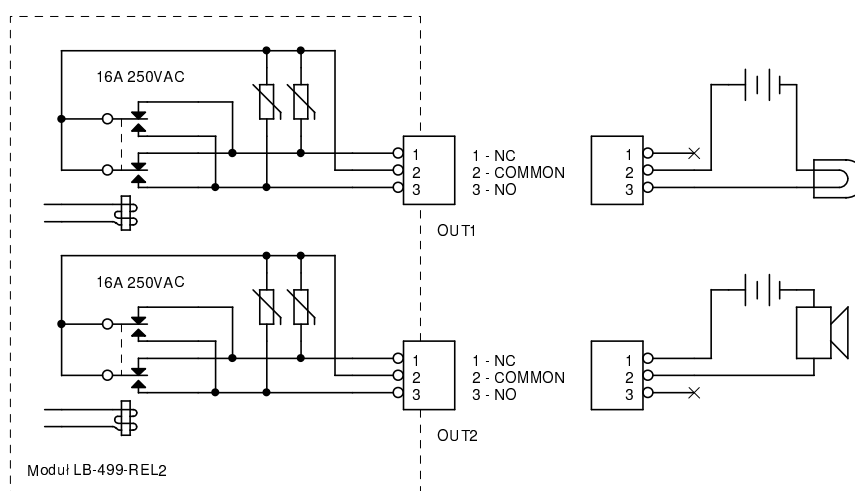 16A 250VAC
1
2
3
1 - NC
2 - COMMON
3 - NO
1
2
3
OUT1
16A 250VAC
1
2
3
1 - NC
2 - COMMON
3 - NO
1
2
3
OUT2
Moduł LB-499-REL2